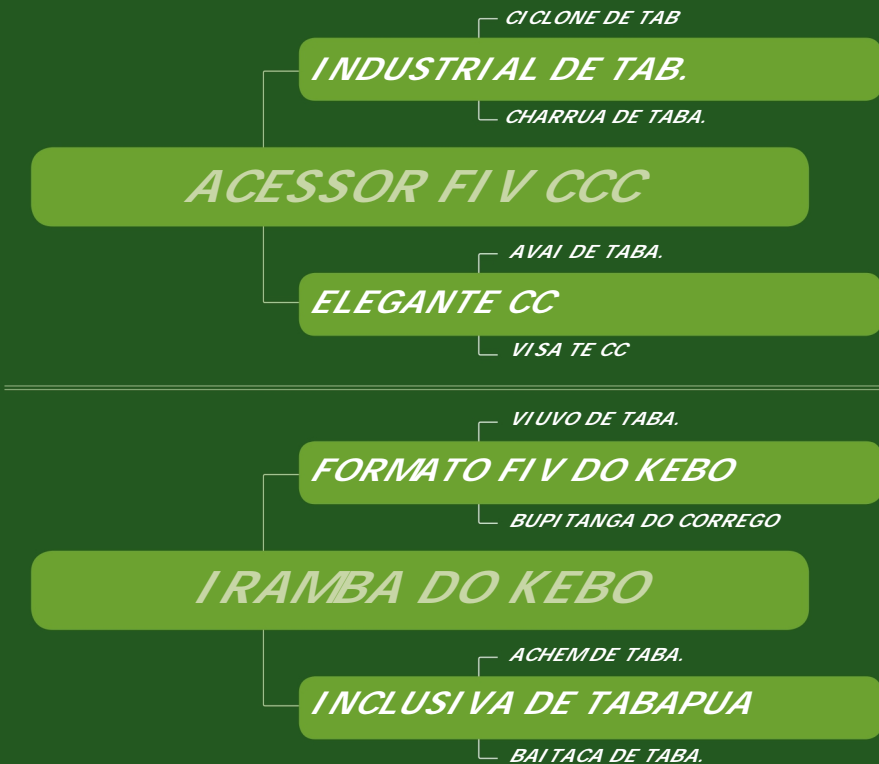 CICLONE DE TAB
INDUSTRIAL DE TAB.
CHARRUA DE TABA.
ACESSOR FIV CCC
AVAI DE TABA.
ELEGANTE CC
VISA TE CC
VIUVO DE TABA.
FORMATO FIV DO KEBO
BUPITANGA DO CORREGO
IRAMBA DO KEBO
ACHEM DE TABA.
INCLUSIVA DE TABAPUA
BAITACA DE TABA.